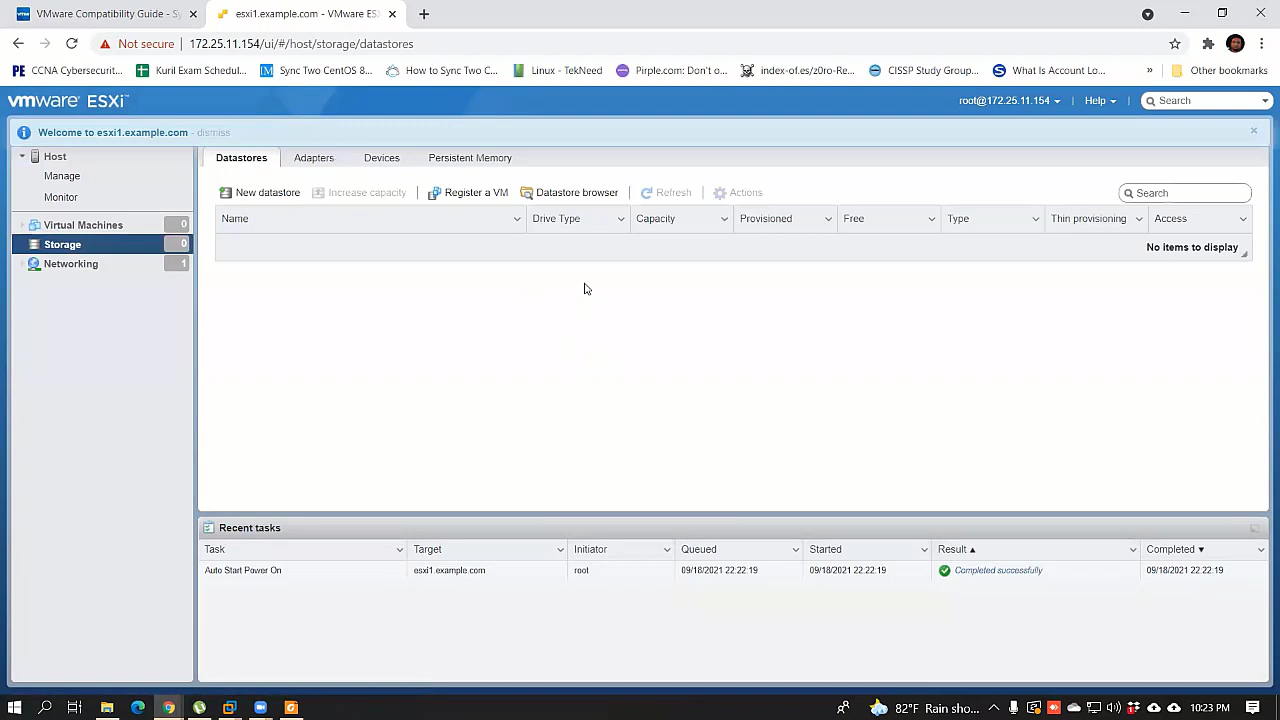 VMware Compatibility Guide - Sy
esxi1.example.com - VMware ES
Not secure
172.25.11.154/ui/#/host/storage/datastores
CCNA Cybersecurit...
Kuril Exam Schedul...
Sync Two CentOS 8...
How to Sync Two C...
Linux - TekNeed
Pirple.com: Don't o...
index-of.es/z0ro-Re...
CISSP Study Group...
What Is Account Lo...
»
Other bookmarks
vmware ESXi™
root@172.25.11.154
Help
Search
Welcome to esxi1.example.com - dismiss
Host
Manage
Monitor
Virtual Machines 0
Storage 0
Networking 1
Datastores Adapters Devices Persistent Memory
New datastore Increase capacity Register a VM Datastore browser Refresh Actions Search
Name Drive Type Capacity Provisioned Free Type Thin provisioning Access
No items to display
Recent tasks
Task Target Initiator Queued Started Result Completed
Auto Start Power On esxi1.example.com root 09/18/2021 22:22:19 09/18/2021 22:22:19 Completed successfully 09/18/2021 22:22:19
82°F Rain sho...
10:23 PM